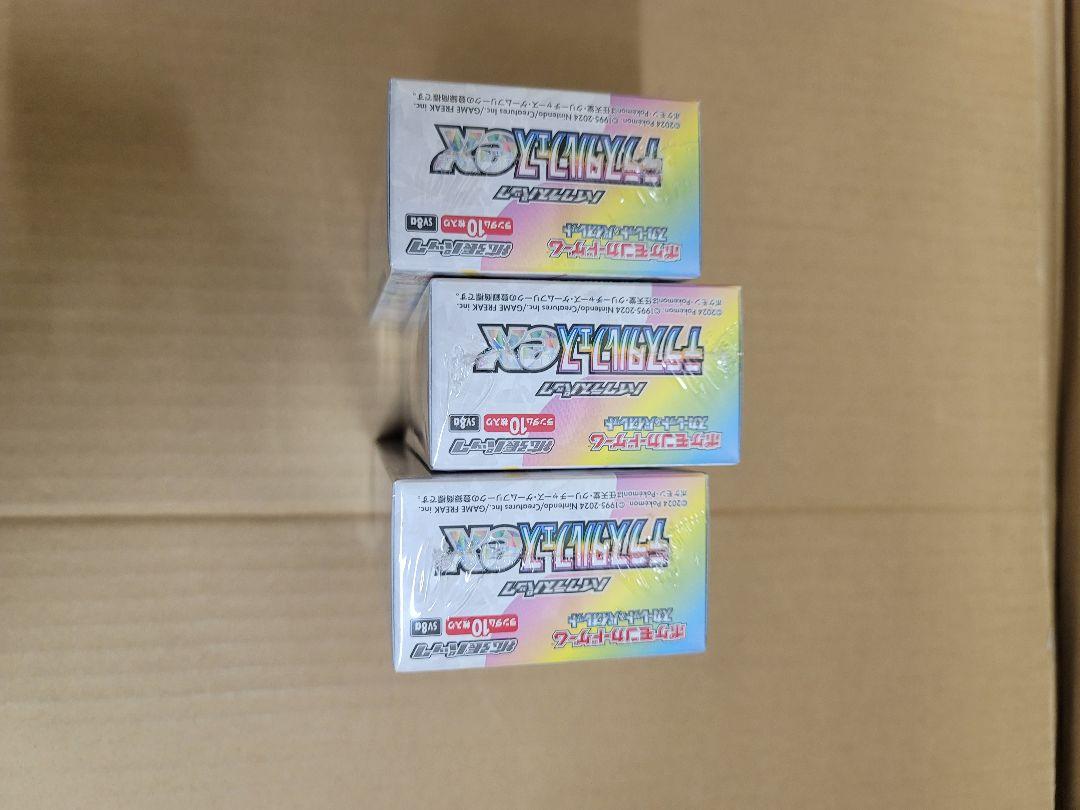 ポケモンカードゲーム
スカーレット&バイオレット
拡張パック
ランダム10枚入り
SV8a
ハイクラスパック
テラスタルフェスex
©2024 Pokémon. ©1995-2024 Nintendo/Creatures Inc./GAME FREAK inc.
ポケモン・Pokémonは任天堂・クリーチャーズ・ゲームフリークの登録商標です。
ポケモンカードゲーム
スカーレット&バイオレット
拡張パック
ランダム10枚入り
SV8a
ハイクラスパック
テラスタルフェスex
©2024 Pokémon. ©1995-2024 Nintendo/Creatures Inc./GAME FREAK inc.
ポケモン・Pokémonは任天堂・クリーチャーズ・ゲームフリークの登録商標です。
ポケモンカードゲーム
スカーレット&バイオレット
拡張パック
ランダム10枚入り
SV8a
ハイクラスパック
テラスタルフェスex
©2024 Pokémon. ©1995-2024 Nintendo/Creatures Inc./GAME FREAK inc.
ポケモン・Pokémonは任天堂・クリーチャーズ・ゲームフリークの登録商標です。